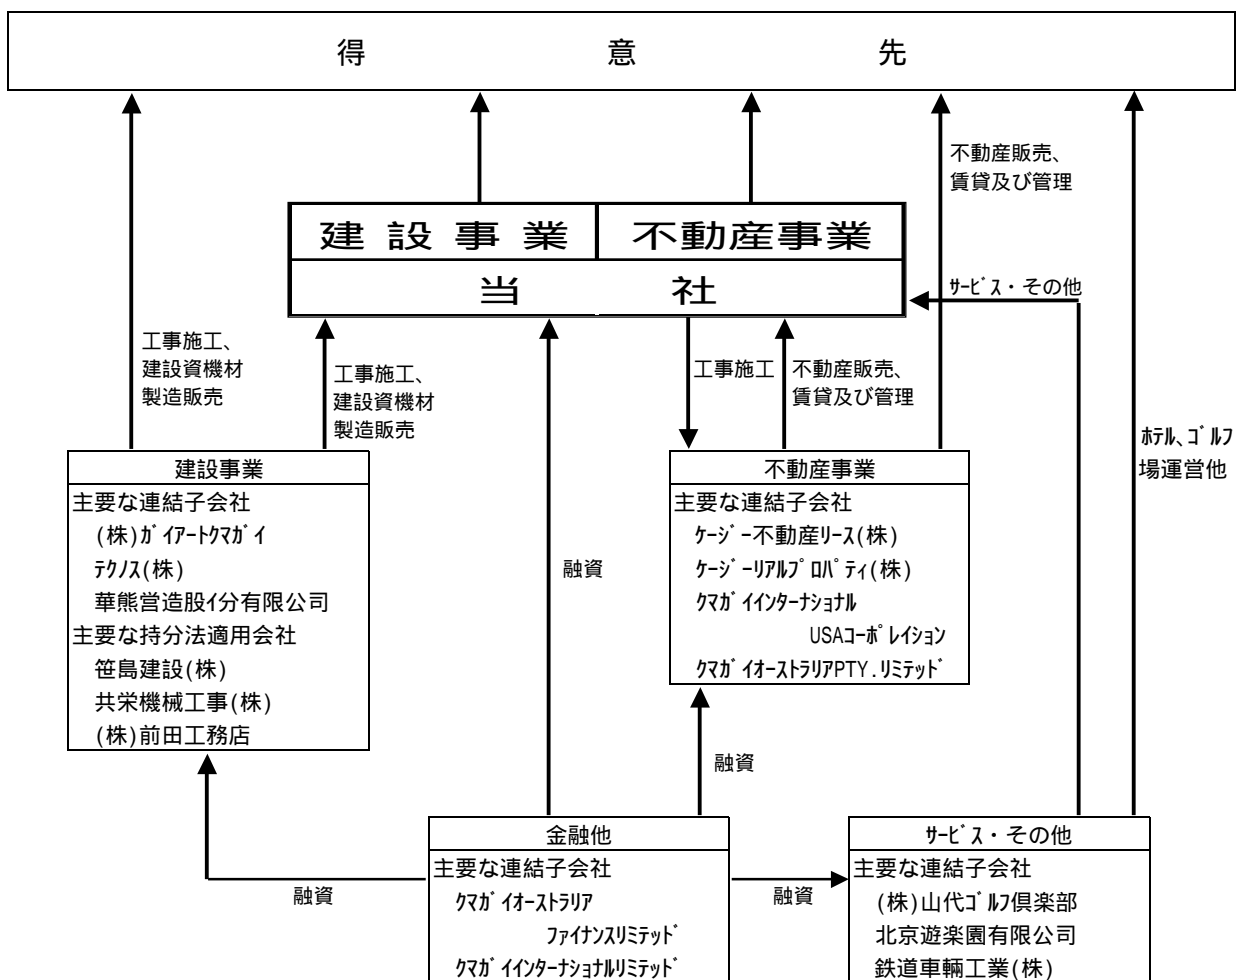 得意先
不動産販売、
賃貸及び管理
建設事業
不動産事業
当社
ｻｰﾋﾞｽ・その他
工事施工、
建設資機材
製造販売
工事施工、
建設資機材
製造販売
工事施工
不動産販売、
賃貸及び管理
ﾎﾃﾙ､ｺﾞﾙﾌ
場運営他
建設事業
主要な連結子会社
(株)ｶﾞｲｱｰﾄｸﾏｶﾞｲ
ﾃｸﾉｽ(株)
華熊営造股ｲ分有限公司
主要な持分法適用会社
笹島建設(株)
共栄機械工事(株)
(株)前田工務店
融資
不動産事業
主要な連結子会社
ｹｰｼﾞｰ不動産ﾘｰｽ(株)
ｹｰｼﾞｰﾘｱﾙﾌﾟﾛﾊﾟﾃｨ(株)
ｸﾏｶﾞｲｲﾝﾀｰﾅｼｮﾅﾙ
USAｺｰﾎﾟﾚｲｼｮﾝ
ｸﾏｶﾞｲｵｰｽﾄﾗﾘｱPTY.ﾘﾐﾃｯﾄﾞ
融資
融資
金融他
主要な連結子会社
ｸﾏｶﾞｲｵｰｽﾄﾗﾘｱ
ﾌｧｲﾅﾝｽﾘﾐﾃｯﾄﾞ
ｸﾏｶﾞｲｲﾝﾀｰﾅｼｮﾅﾙﾘﾐﾃｯﾄﾞ
融資
ｻｰﾋﾞｽ・その他
主要な連結子会社
(株)山代ｺﾞﾙﾌ倶楽部
北京遊楽園有限公司
鉄道車輛工業(株)